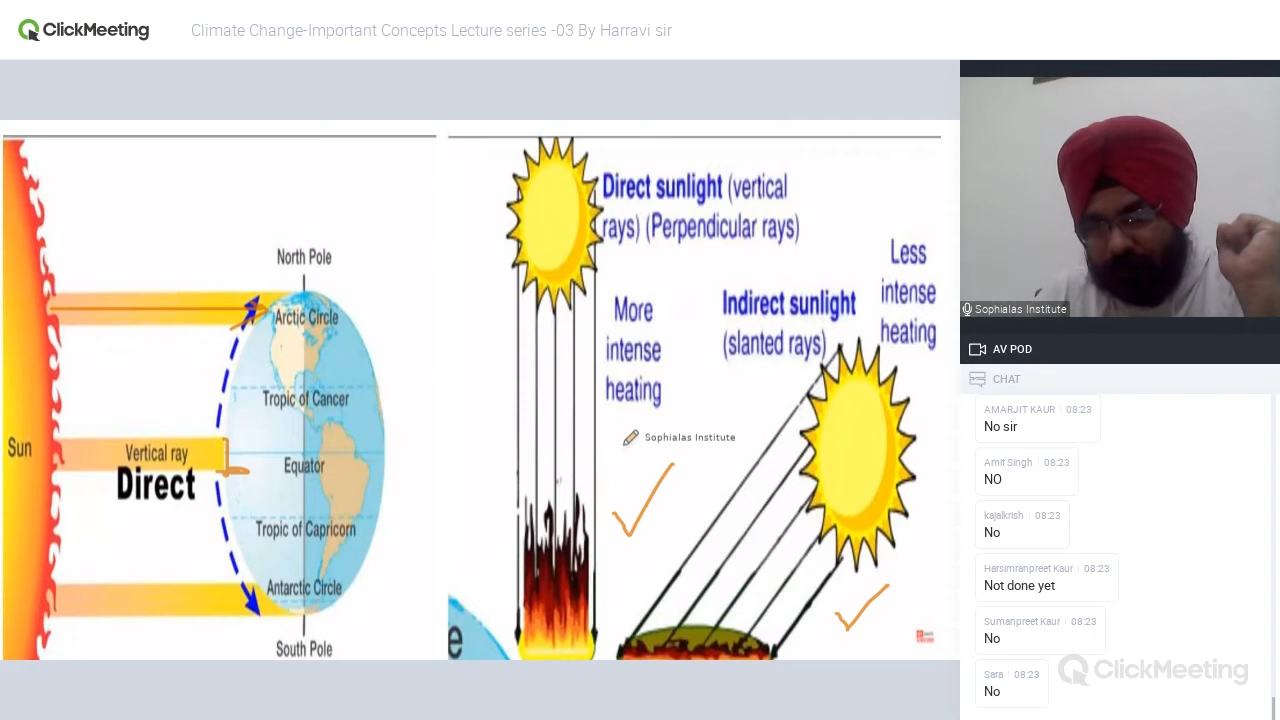 ClickMeeting
Climate Change-Important Concepts Lecture series -03 By Harravi sir
North Pole
Arctic Circle
Tropic of Cancer
Sun
Vertical ray
Direct
Equator
Tropic of Capricorn
Antarctic Circle
South Pole
Direct sunlight (vertical
rays) (Perpendicular rays)
More
intense
heating
Indirect sunlight
(slanted rays)
Less
intense
heating
Sophialas Institute
e
Sophialas Institute
AV POD
CHAT
AMARJIT KAUR 08:23
No sir
Amit Singh 08:23
NO
kajalkrish 08:23
No
Harsimranpreet Kaur 08:23
Not done yet
Sumanpreet Kaur 08:23
No
Sara 08:23
No
ClickMeeting